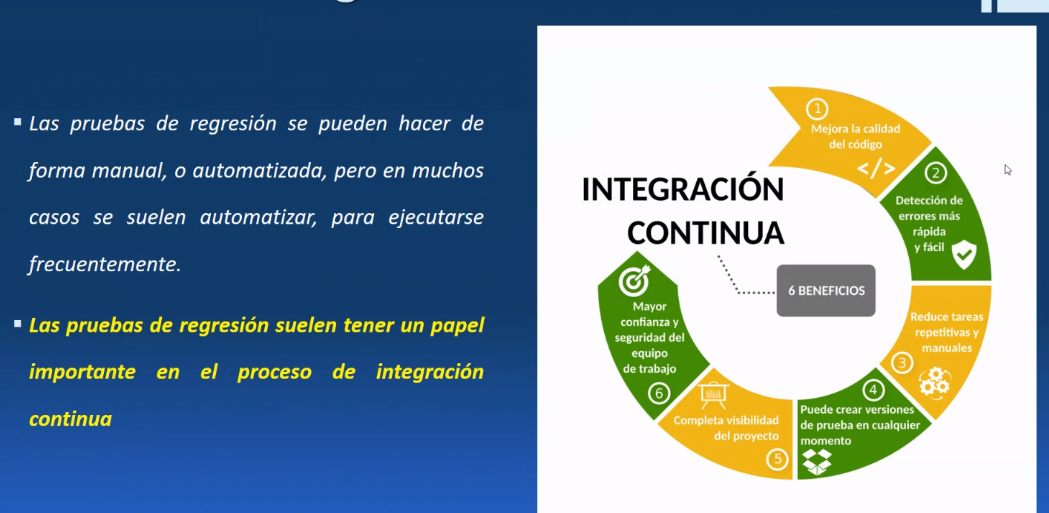 Las pruebas de regresión se pueden hacer de
forma manual, o automatizada, pero en muchos
casos se suelen automatizar, para ejecutarse
frecuentemente.
Las pruebas de regresión suelen tener un papel
importante en el proceso de integración
continua
INTEGRACIÓN
CONTINUA
6 BENEFICIOS
1
Mejora la calidad
del código
</>
2
Detección de
errores más
rápida
y fácil
Reduce tareas
repetitivas y
manuales
3
4
Puede crear versiones
de prueba en cualquier
momento
Completa visibilidad
del proyecto
5
Mayor
confianza y
seguridad del
equipo
de trabajo
6